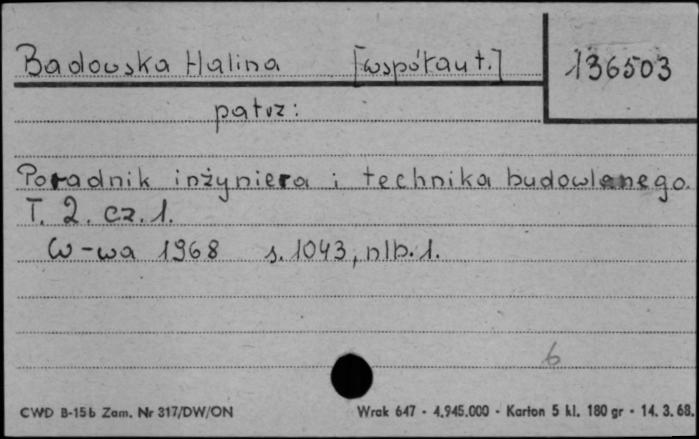 Badowska Halina [współaut.] 136503
patrz:
Poradnik inżyniera i technika budowlanego.
T. 2. cz. 1.
W-wa 1968 s. 1043, nlb. 1.
6
CWD B-15b Zam. Nr 317/DW/ON Wrak 647 - 4.945.000 - Karton 5 kl. 180 gr - 14. 3. 68.